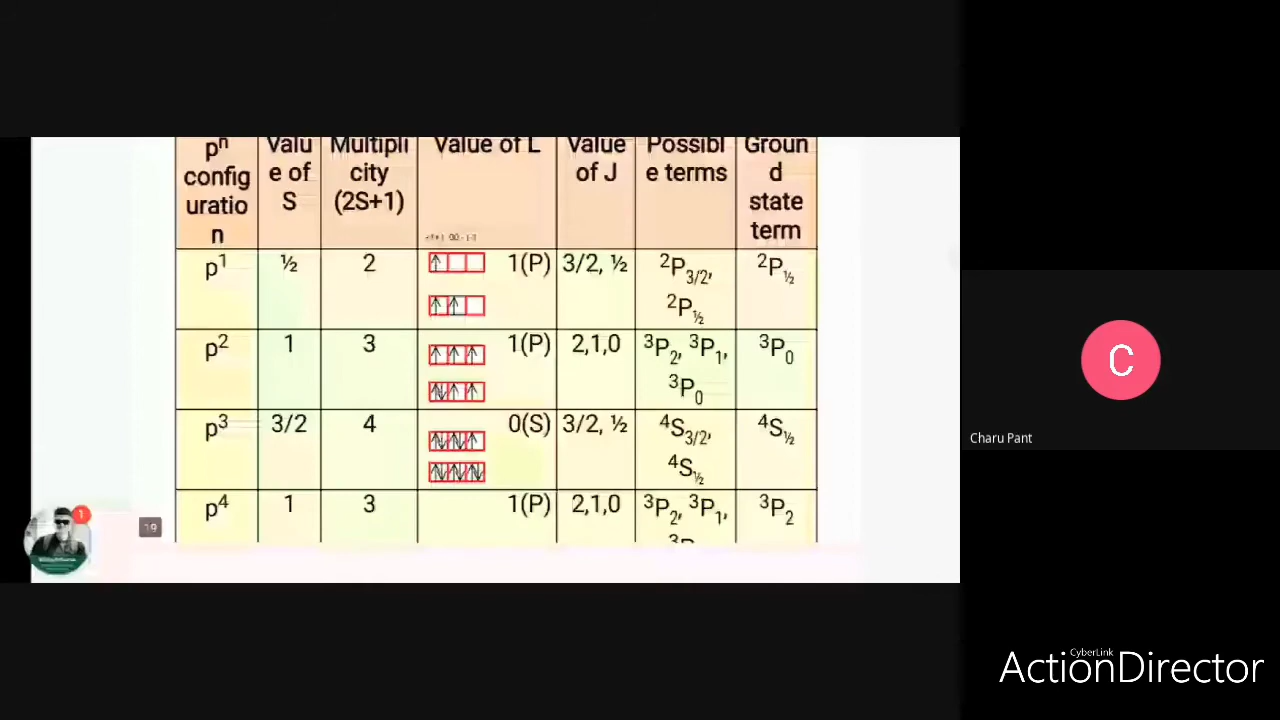 pⁿ configuration Value of S Multiplicity (2S+1) Value of L Value of J Possible terms Ground state term
p¹ ½ 2 1(P) 3/2, ½ ²P₃/₂, ²P½ ²P½
p² 1 3 1(P) 2,1,0 ³P₂, ³P₁, ³P₀ ³P₀
p³ 3/2 4 0(S) 3/2, ½ ⁴S₃/₂, ⁴S½ ⁴S½
p⁴ 1 3 1(P) 2,1,0 ³P₂, ³P₁, ³P₂
19
1
C
Charu Pant
CyberLink
ActionDirector